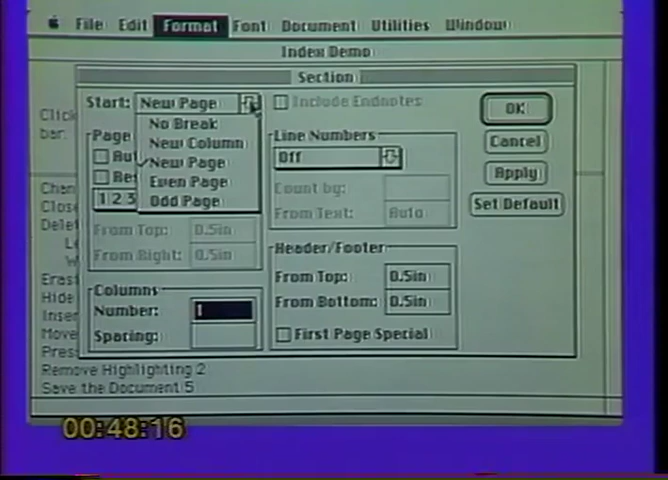 File Edit Format Font Document Utilities Window
Index Demo
Section
Start: New Page
No Break
New Column
New Page
Even Page
Odd Page
Include Endnotes
OK
Cancel
Apply
Set Default
Click
bar.
Page
1 2 3
From Top: 0.5in
From Right: 0.5in
Line Numbers
Off
Count by:
From Text: Auto
Header/Footer
From Top: 0.5in
From Bottom: 0.5in
First Page Special
Columns
Number: 1
Spacing:
Hide
Remove Highlighting 2
Save the Document 5
00:48:16